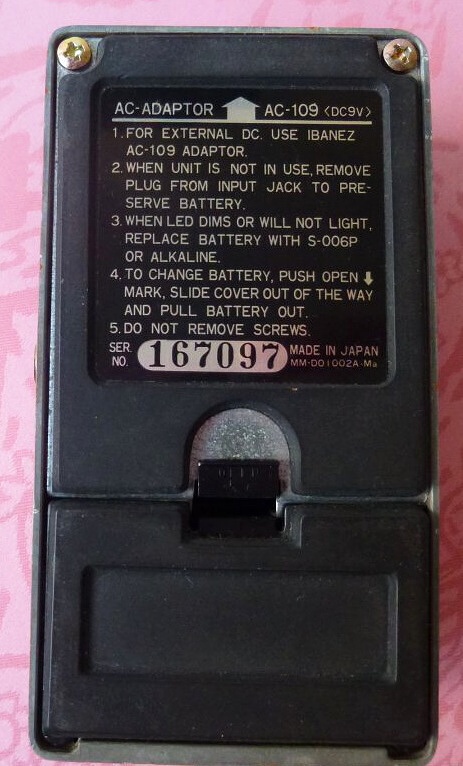 AC-ADAPTOR AC-109 <DC9V>
1. FOR EXTERNAL DC. USE IBANEZ
AC-109 ADAPTOR.
2. WHEN UNIT IS NOT IN USE, REMOVE
PLUG FROM INPUT JACK TO PRE-
SERVE BATTERY.
3. WHEN LED DIMS OR WILL NOT LIGHT,
REPLACE BATTERY WITH S-006P
OR ALKALINE.
4. TO CHANGE BATTERY, PUSH OPEN ↓
MARK, SLIDE COVER OUT OF THE WAY
AND PULL BATTERY OUT.
5. DO NOT REMOVE SCREWS.
SER. NO. 167097 MADE IN JAPAN
MM-D01002A-Ma